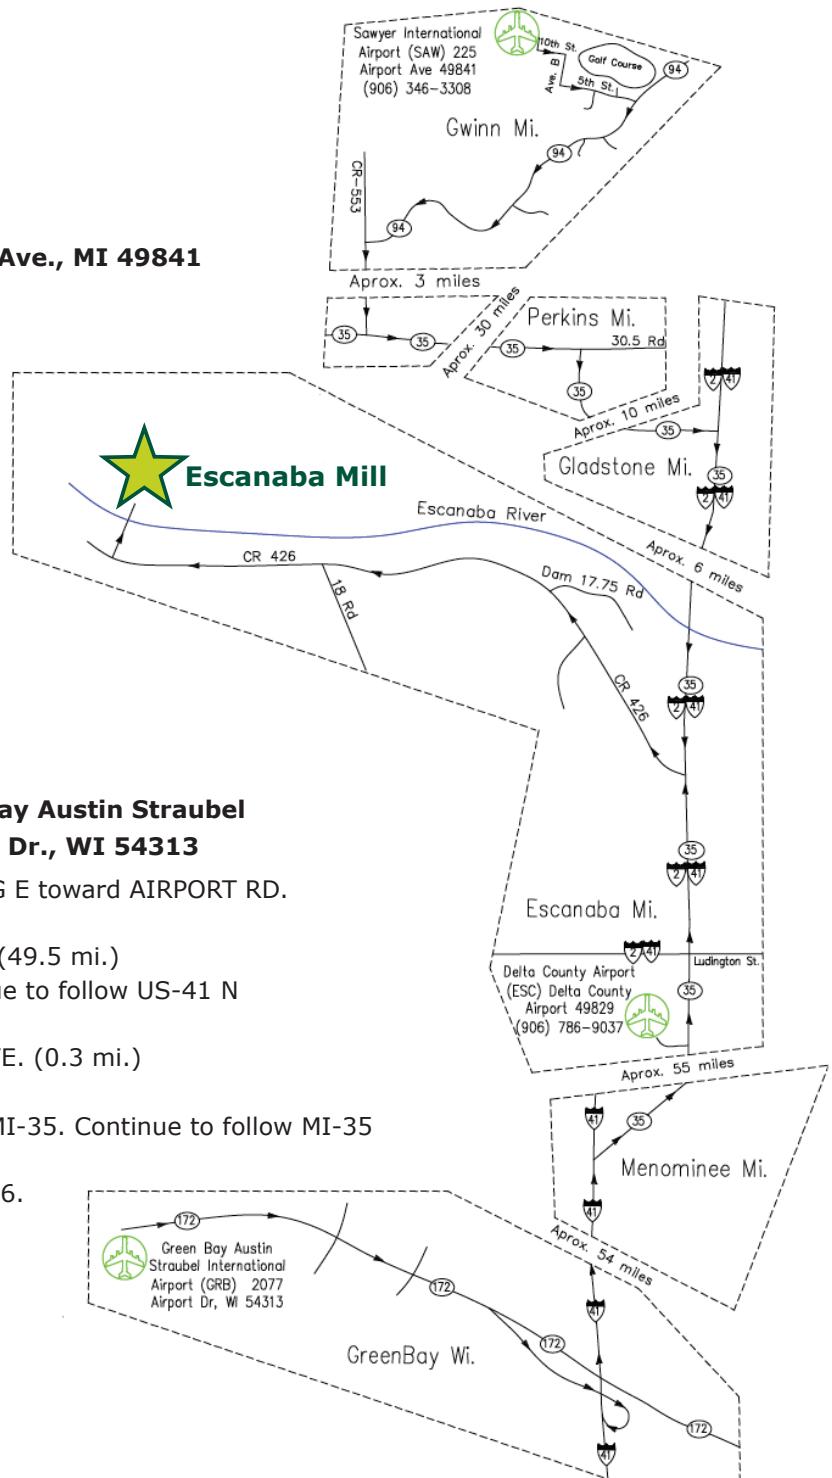 Sawyer International
Airport (SAW) 225
Airport Ave 49841
(906) 346-3308
10th St.
Ave. B
Golf Course
5th St.
94
Gwinn Mi.
94
CR-553
94
Ave., MI 49841
Aprox. 3 miles
Aprox. 30 miles
Perkins Mi.
35
35
35
30.5 Rd
35
2 41
Aprox. 10 miles
35
Gladstone Mi.
35
2 41
Escanaba Mill
Escanaba River
Aprox. 6 miles
CR 426
18 Rd
Dam 17.75 Rd
CR 426
35
2 41
ay Austin Straubel
Dr., WI 54313
G E toward AIRPORT RD.
(49.5 mi.)
ue to follow US-41 N
TE. (0.3 mi.)
MI-35. Continue to follow MI-35
6.
35
2 41
Escanaba Mi.
2 41
Ludington St.
Delta County Airport
(ESC) Delta County
Airport 49829
(906) 786-9037
35
Aprox. 55 miles
41
35
Menominee Mi.
41
Aprox. 54 miles
172
Green Bay Austin
Straubel International
Airport (GRB) 2077
Airport Dr, WI 54313
172
41
172
GreenBay Wi.
172
41